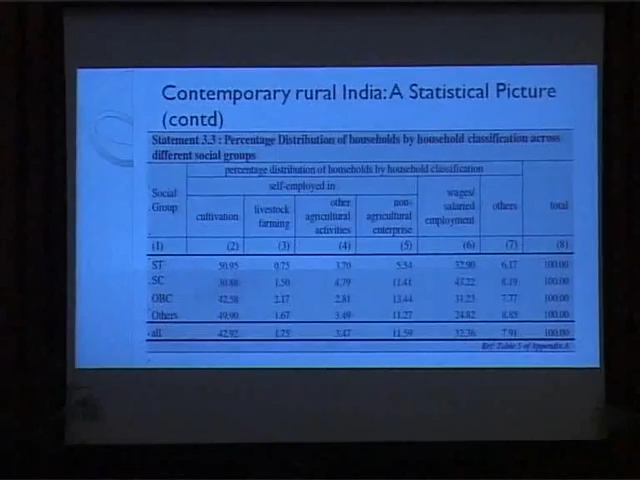 Contemporary rural India: A Statistical Picture
(contd)
Statement 3.3 : Percentage Distribution of households by household classification across
different social groups
percentage distribution of households by household classification
self-employed in
Social Group
cultivation
livestock farming
other agricultural activities
non-agricultural enterprise
wages/ salaried employment
others
total
(1) (2) (3) (4) (5) (6) (7) (8)
ST 50.95 0.75 3.70 5.54 32.90 6.17 100.00
SC 30.88 1.50 4.79 11.41 43.22 8.19 100.00
OBC 42.58 2.17 2.81 13.44 31.23 7.77 100.00
Others 49.90 1.67 3.49 11.27 24.82 8.85 100.00
all 42.92 1.75 3.47 11.59 32.36 7.91 100.00
Ref: Table 5 of Appendix A